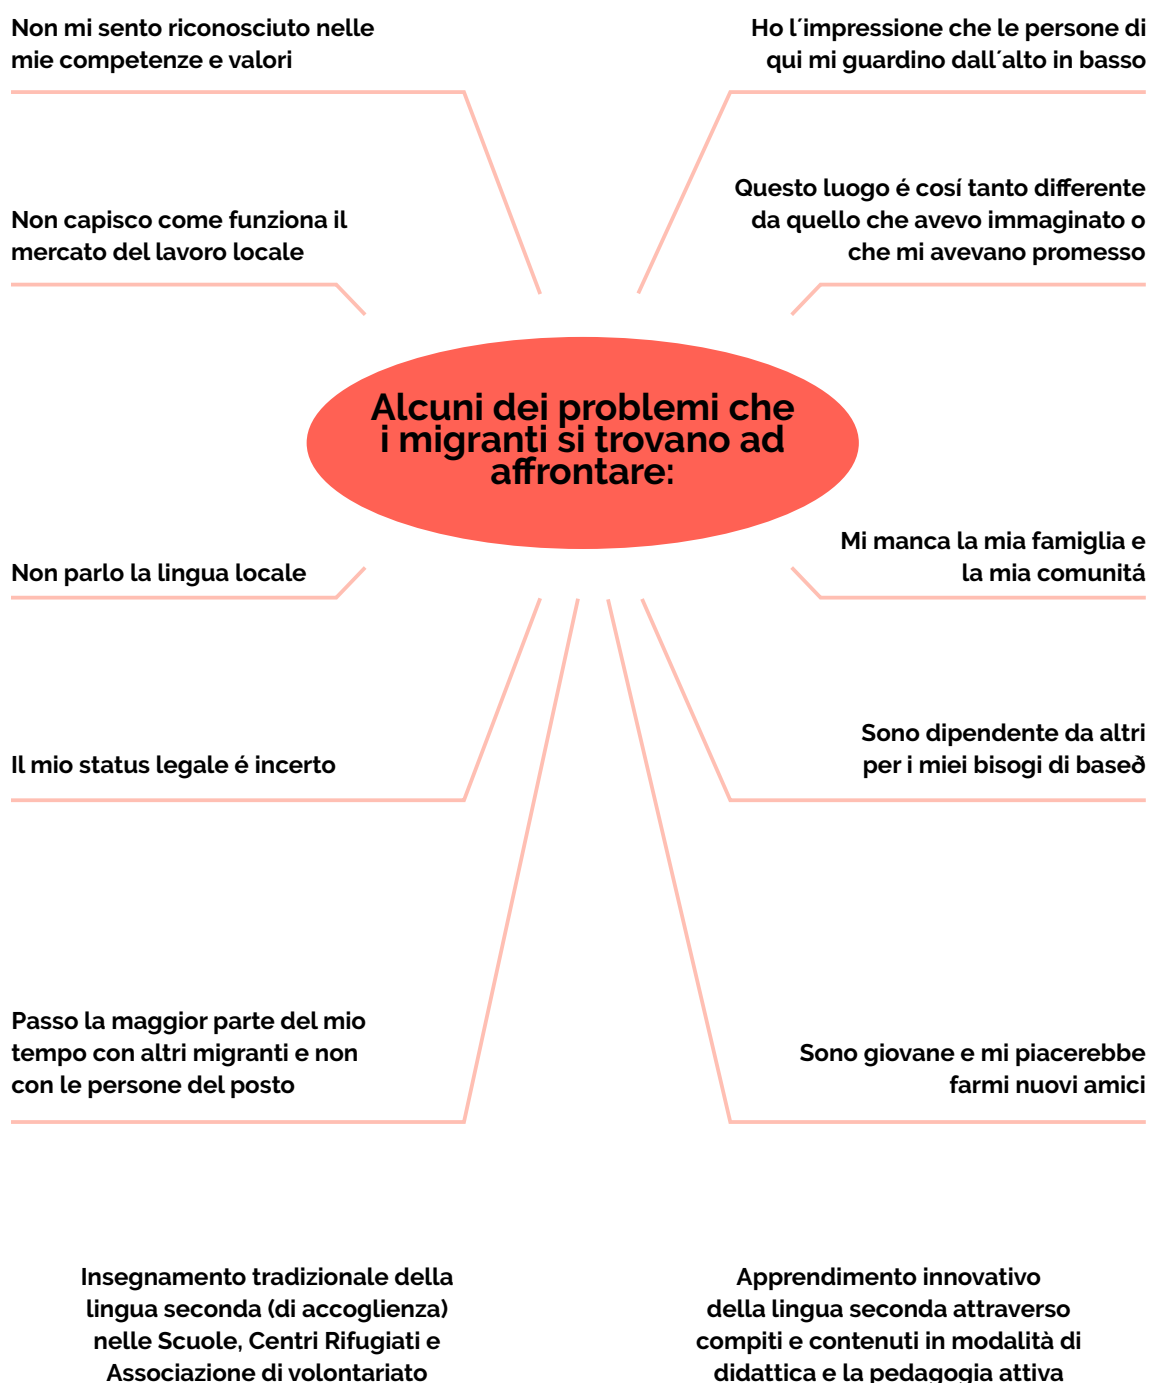 Non mi sento riconosciuto nelle
mie competenze e valori
Ho l´impressione che le persone di
qui mi guardino dall´alto in basso
Non capisco come funziona il
mercato del lavoro locale
Questo luogo é cosí tanto differente
da quello che avevo immaginato o
che mi avevano promesso
Alcuni dei problemi che
i migranti si trovano ad
affrontare:
Non parlo la lingua locale
Mi manca la mia famiglia e
la mia comunitá
Il mio status legale é incerto
Sono dipendente da altri
per i miei bisogi di baseð
Passo la maggior parte del mio
tempo con altri migranti e non
con le persone del posto
Sono giovane e mi piacerebbe
farmi nuovi amici
Insegnamento tradizionale della
lingua seconda (di accoglienza)
nelle Scuole, Centri Rifugiati e
Associazione di volontariato
Apprendimento innovativo
della lingua seconda attraverso
compiti e contenuti in modalità di
didattica e la pedagogia attiva